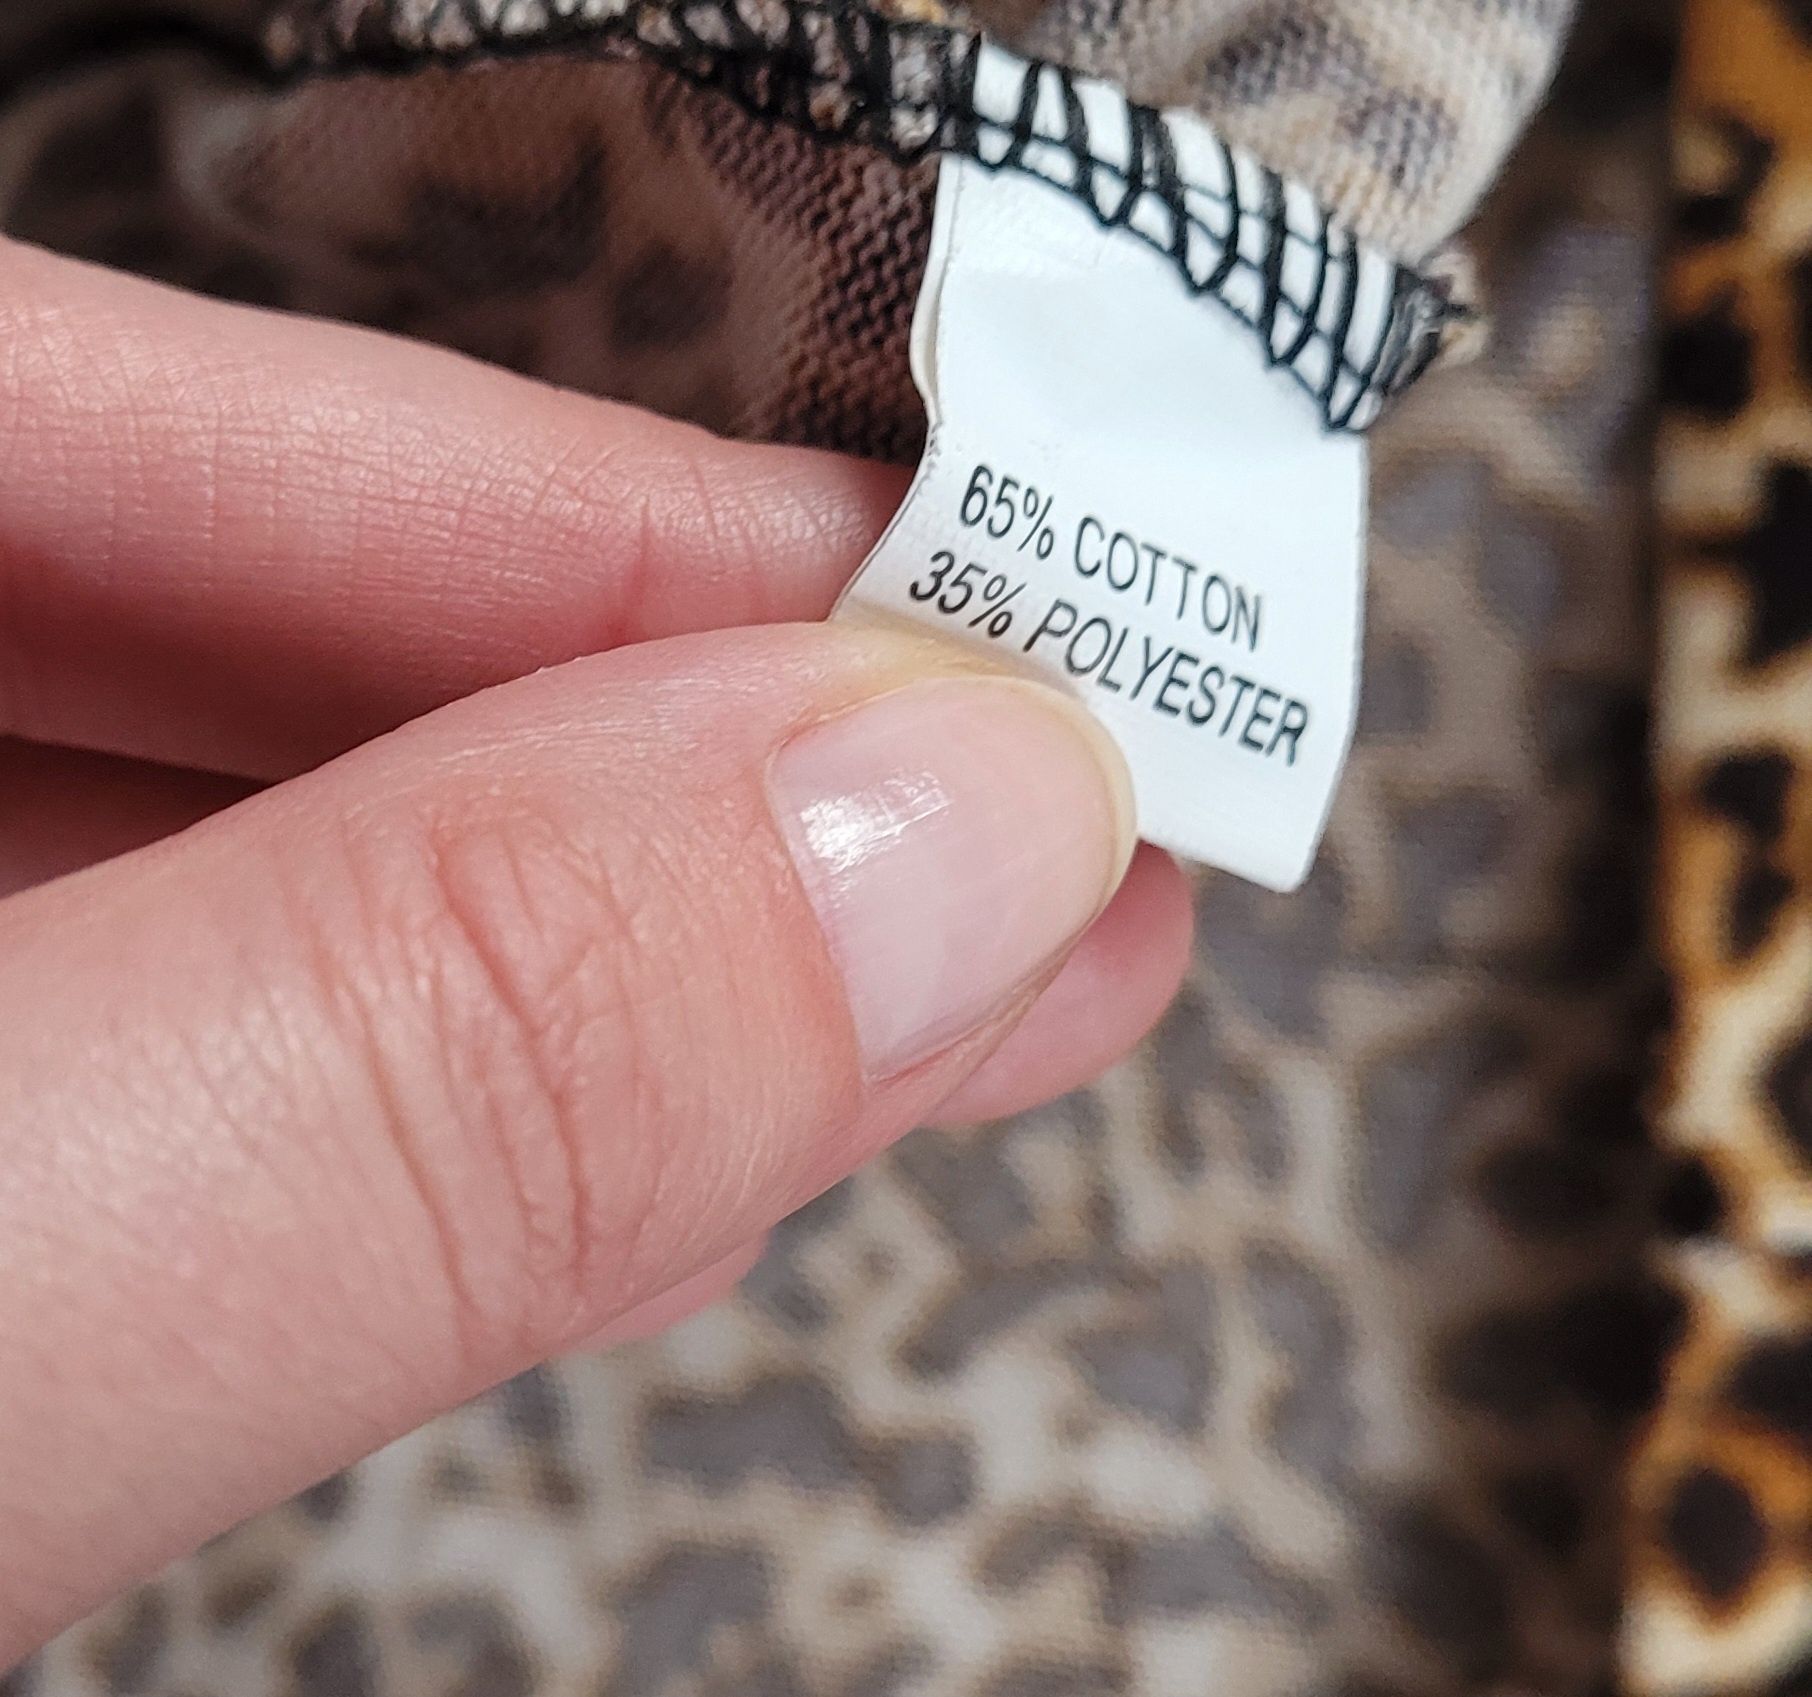 65% COTTON
35% POLYESTER